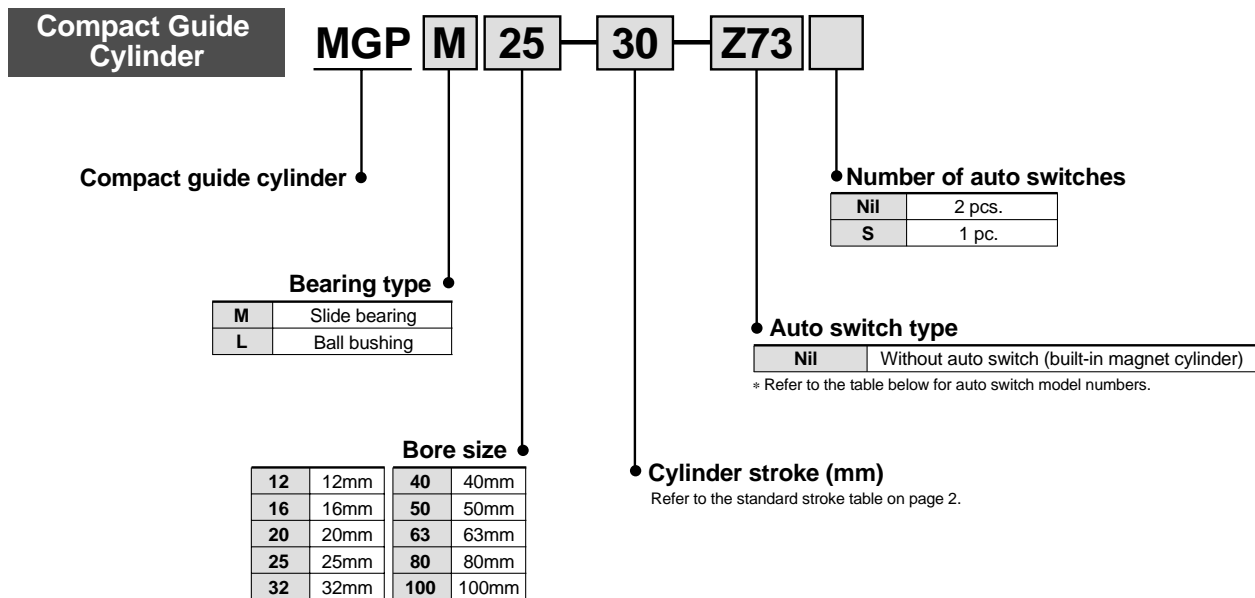 Compact Guide
Cylinder
MGP M 25 30 Z73
Compact guide cylinder
Number of auto switches
Nil 2 pcs.
S 1 pc.
Bearing type
M Slide bearing
L Ball bushing
Auto switch type
Nil Without auto switch (built-in magnet cylinder)
* Refer to the table below for auto switch model numbers.
Bore size
12 12mm 40 40mm
16 16mm 50 50mm
20 20mm 63 63mm
25 25mm 80 80mm
32 32mm 100 100mm
Cylinder stroke (mm)
Refer to the standard stroke table on page 2.